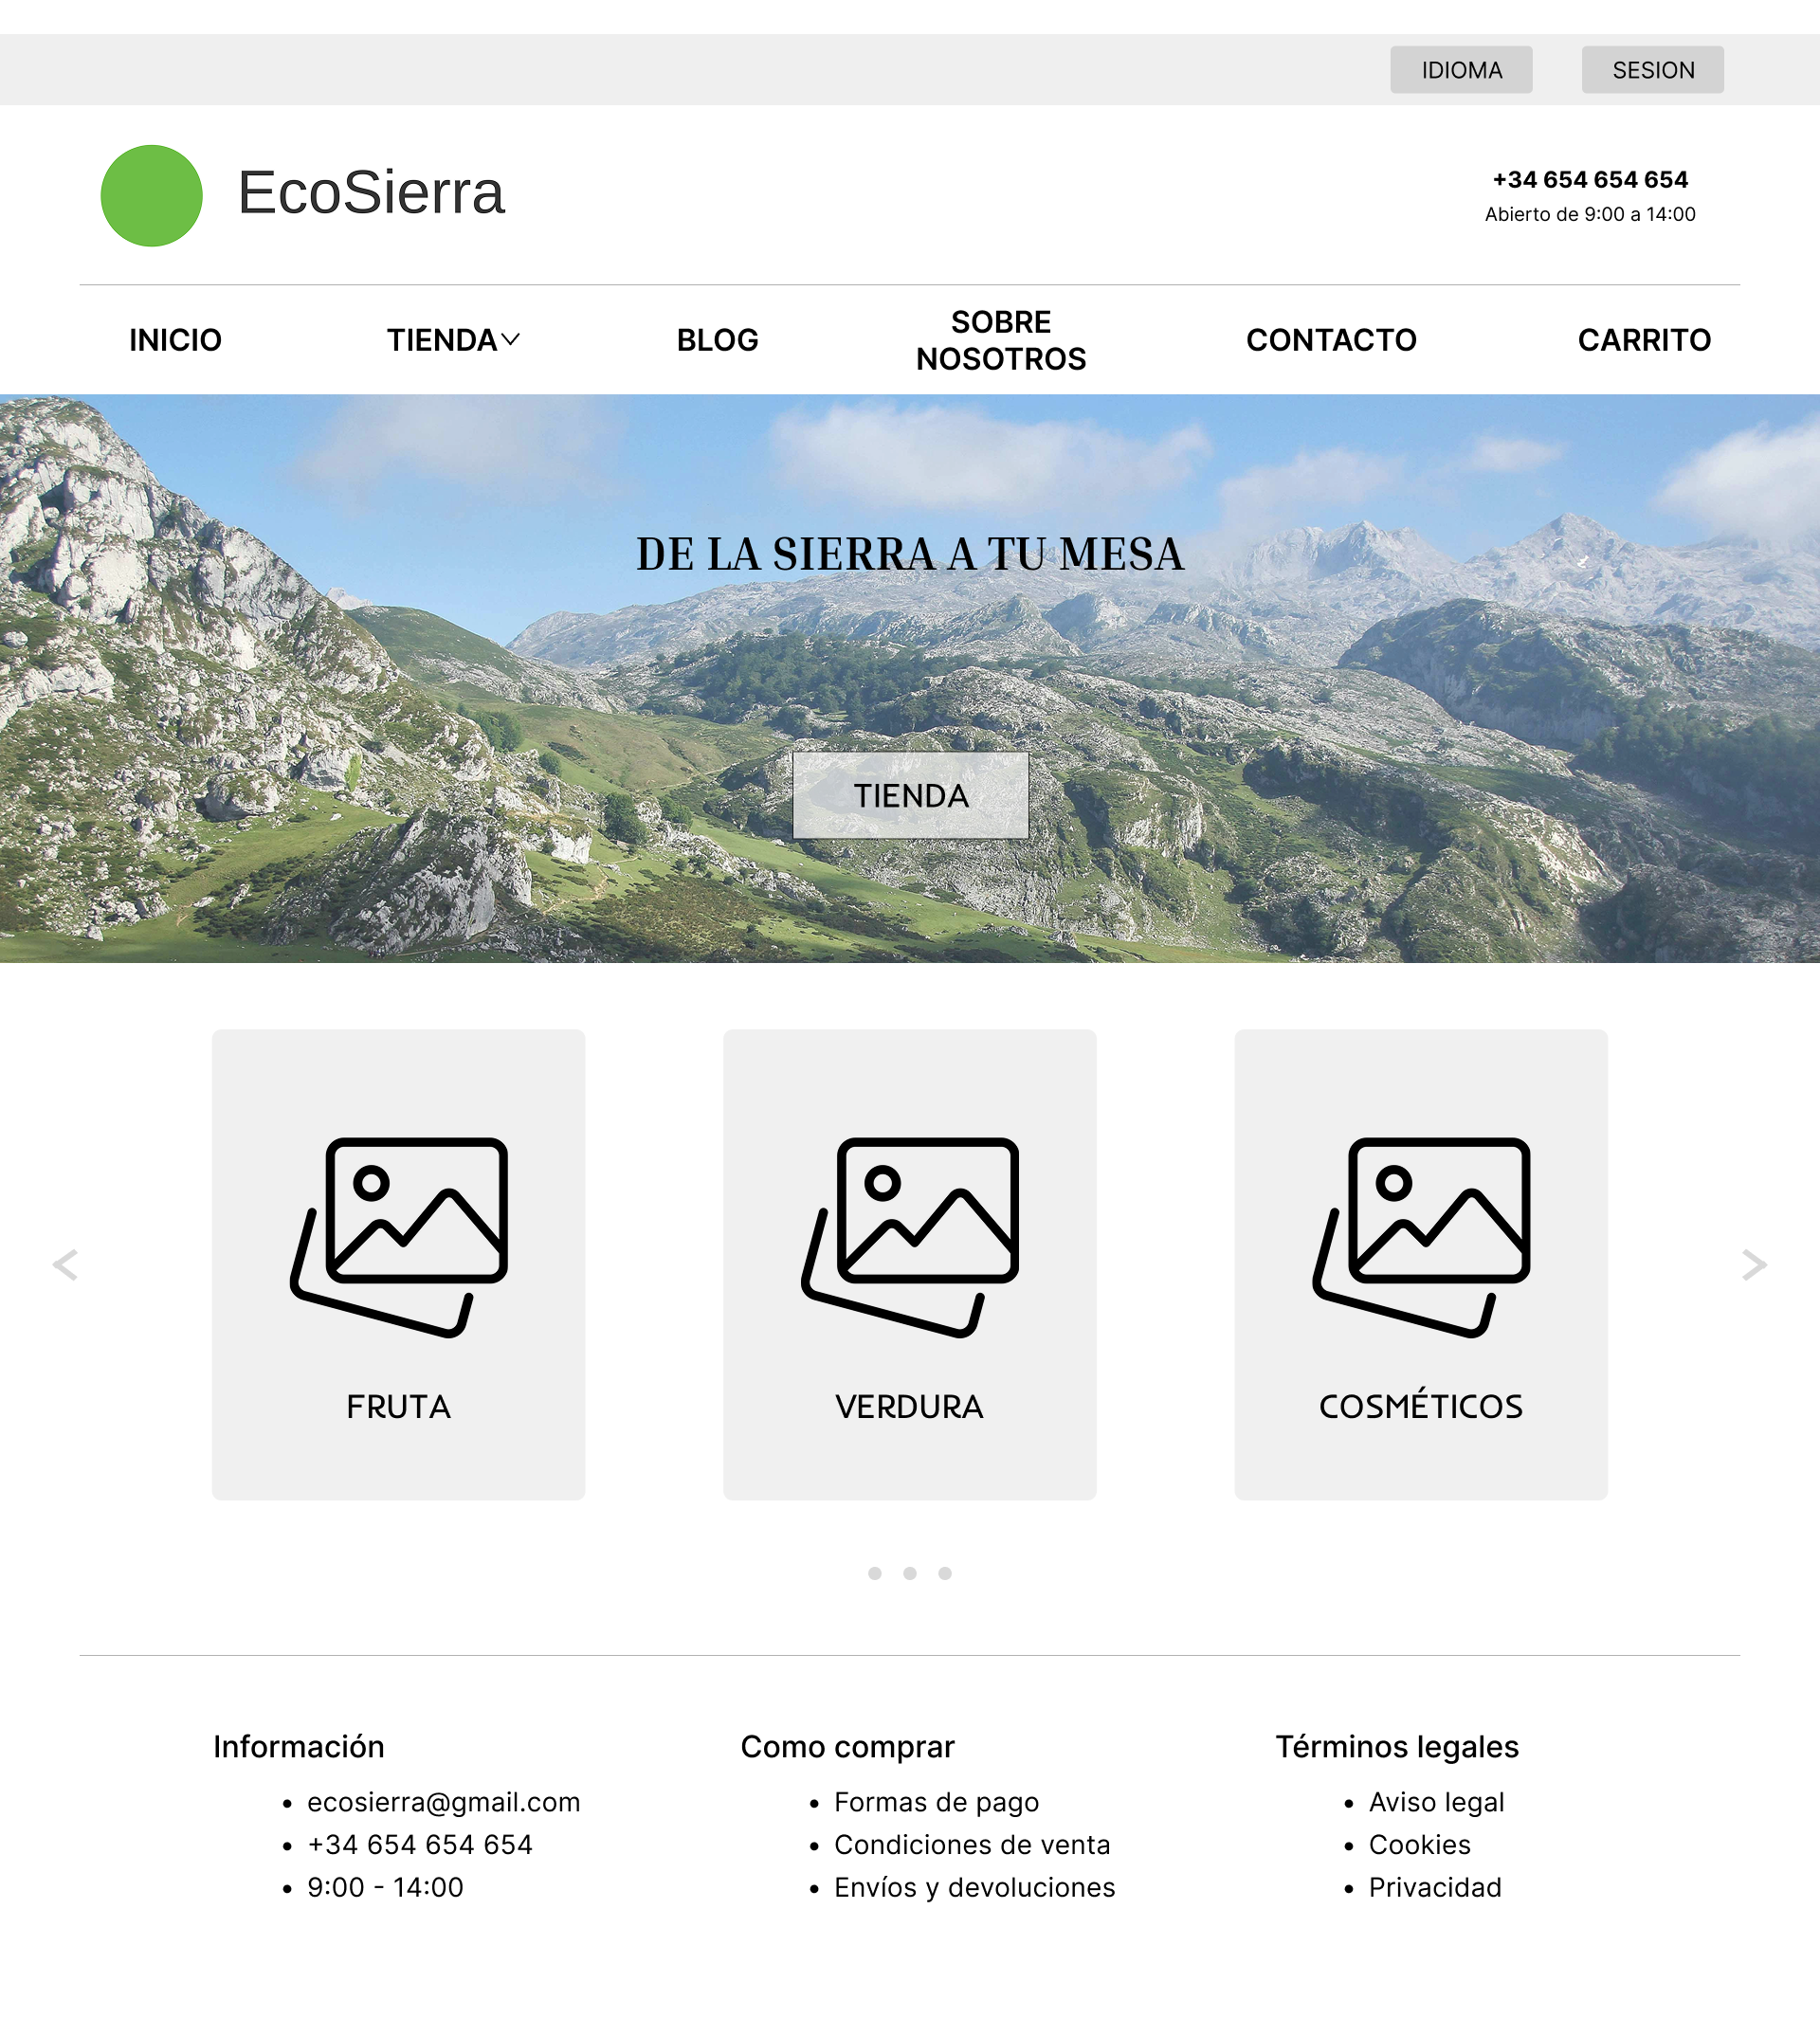 IDIOMA SESION
EcoSierra
+34 654 654 654
Abierto de 9:00 a 14:00
INICIO TIENDA BLOG SOBRE NOSOTROS CONTACTO CARRITO
DE LA SIERRA A TU MESA
TIENDA
FRUTA VERDURA COSMÉTICOS
Información
ecosierra@gmail.com
+34 654 654 654
9:00 - 14:00
Como comprar
Formas de pago
Condiciones de venta
Envíos y devoluciones
Términos legales
Aviso legal
Cookies
Privacidad